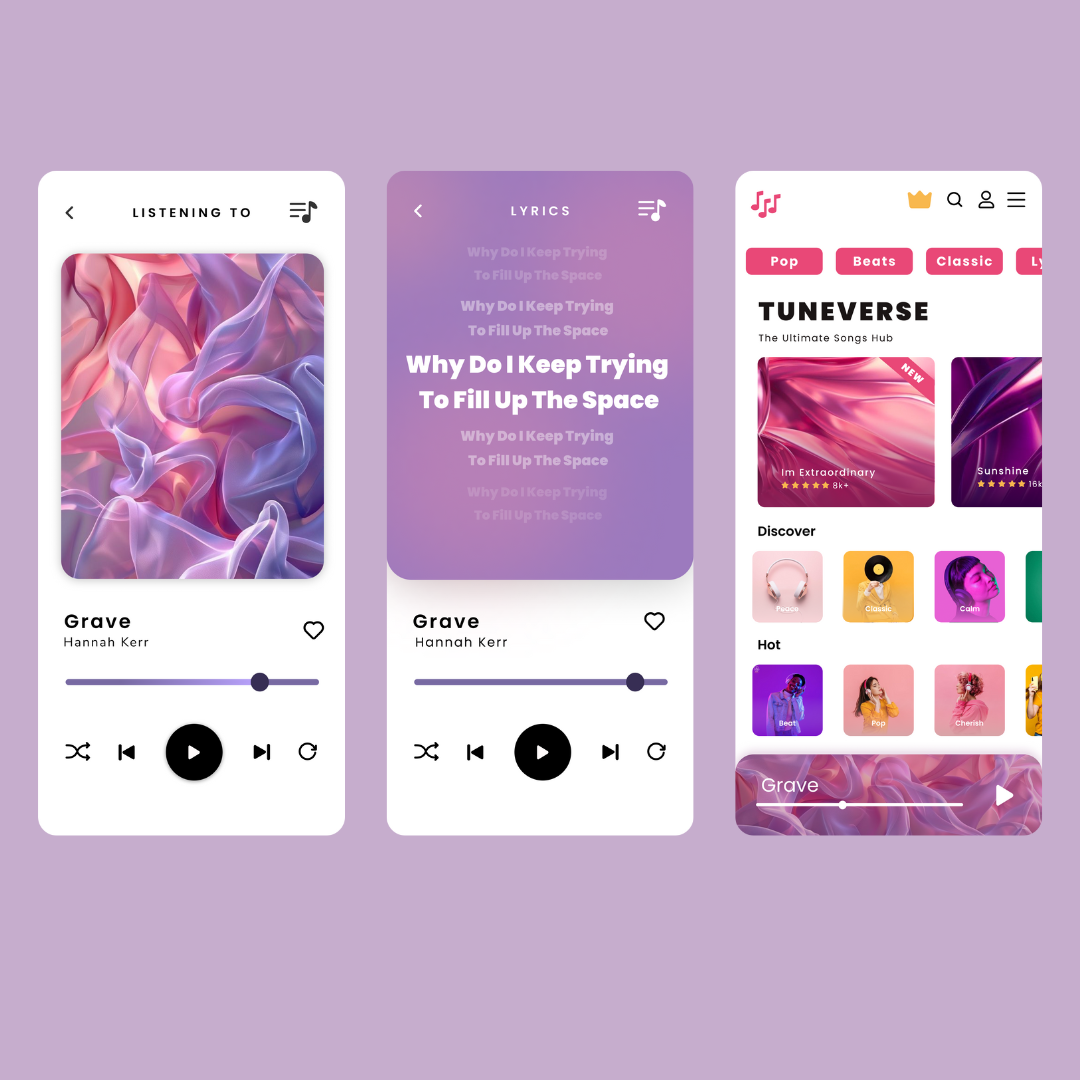 LISTENING TO
Grave
Hannah Kerr
LYRICS
Why Do I Keep Trying
To Fill Up The Space
Why Do I Keep Trying
To Fill Up The Space
Why Do I Keep Trying
To Fill Up The Space
Why Do I Keep Trying
To Fill Up The Space
Why Do I Keep Trying
To Fill Up The Space
Grave
Hannah Kerr
Pop Beats Classic Ly
TUNEVERSE
The Ultimate Songs Hub
NEW
Im Extraordinary
8k+
Sunshine
16k
Discover
Peace Classic Calm
Hot
Beat Pop Cherish
Grave